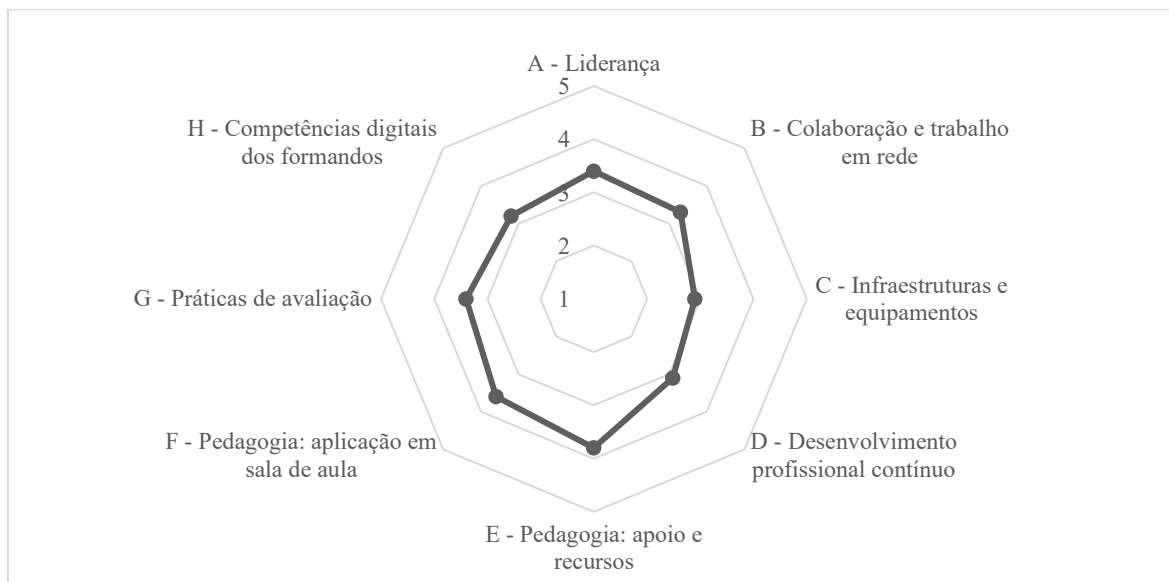 A - Liderança
5
4
3
2
1
B - Colaboração e trabalho
em rede
C - Infraestruturas e
equipamentos
D - Desenvolvimento
profissional contínuo
E - Pedagogia: apoio e
recursos
F - Pedagogia: aplicação em
sala de aula
G - Práticas de avaliação
H - Competências digitais
dos formandos